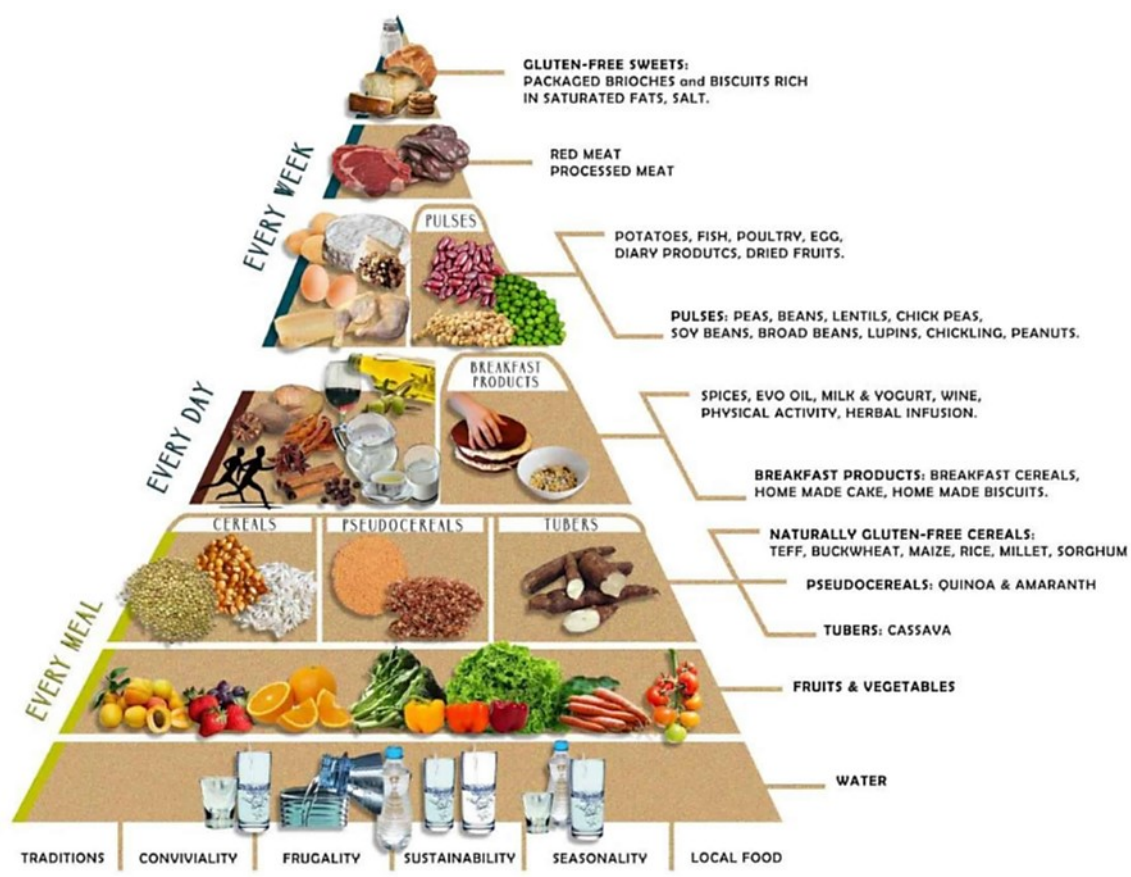 GLUTEN-FREE SWEETS:
PACKAGED BRIOCHES and BISCUITS RICH
IN SATURATED FATS, SALT.
RED MEAT
PROCESSED MEAT
EVERY WEEK
PULSES
POTATOES, FISH, POULTRY, EGG,
DIARY PRODUTCS, DRIED FRUITS.
PULSES: PEAS, BEANS, LENTILS, CHICK PEAS,
SOY BEANS, BROAD BEANS, LUPINS, CHICKLING, PEANUTS.
EVERY DAY
BREAKFAST
PRODUCTS
SPICES, EVO OIL, MILK & YOGURT, WINE,
PHYSICAL ACTIVITY, HERBAL INFUSION.
BREAKFAST PRODUCTS: BREAKFAST CEREALS,
HOME MADE CAKE, HOME MADE BISCUITS.
EVERY MEAL
CEREALS
PSEUDOCEREALS
TUBERS
NATURALLY GLUTEN-FREE CEREALS:
TEFF, BUCKWHEAT, MAIZE, RICE, MILLET, SORGHUM
PSEUDOCEREALS: QUINOA & AMARANTH
TUBERS: CASSAVA
FRUITS & VEGETABLES
WATER
TRADITIONS
CONVIVIALITY
FRUGALITY
SUSTAINABILITY
SEASONALITY
LOCAL FOOD